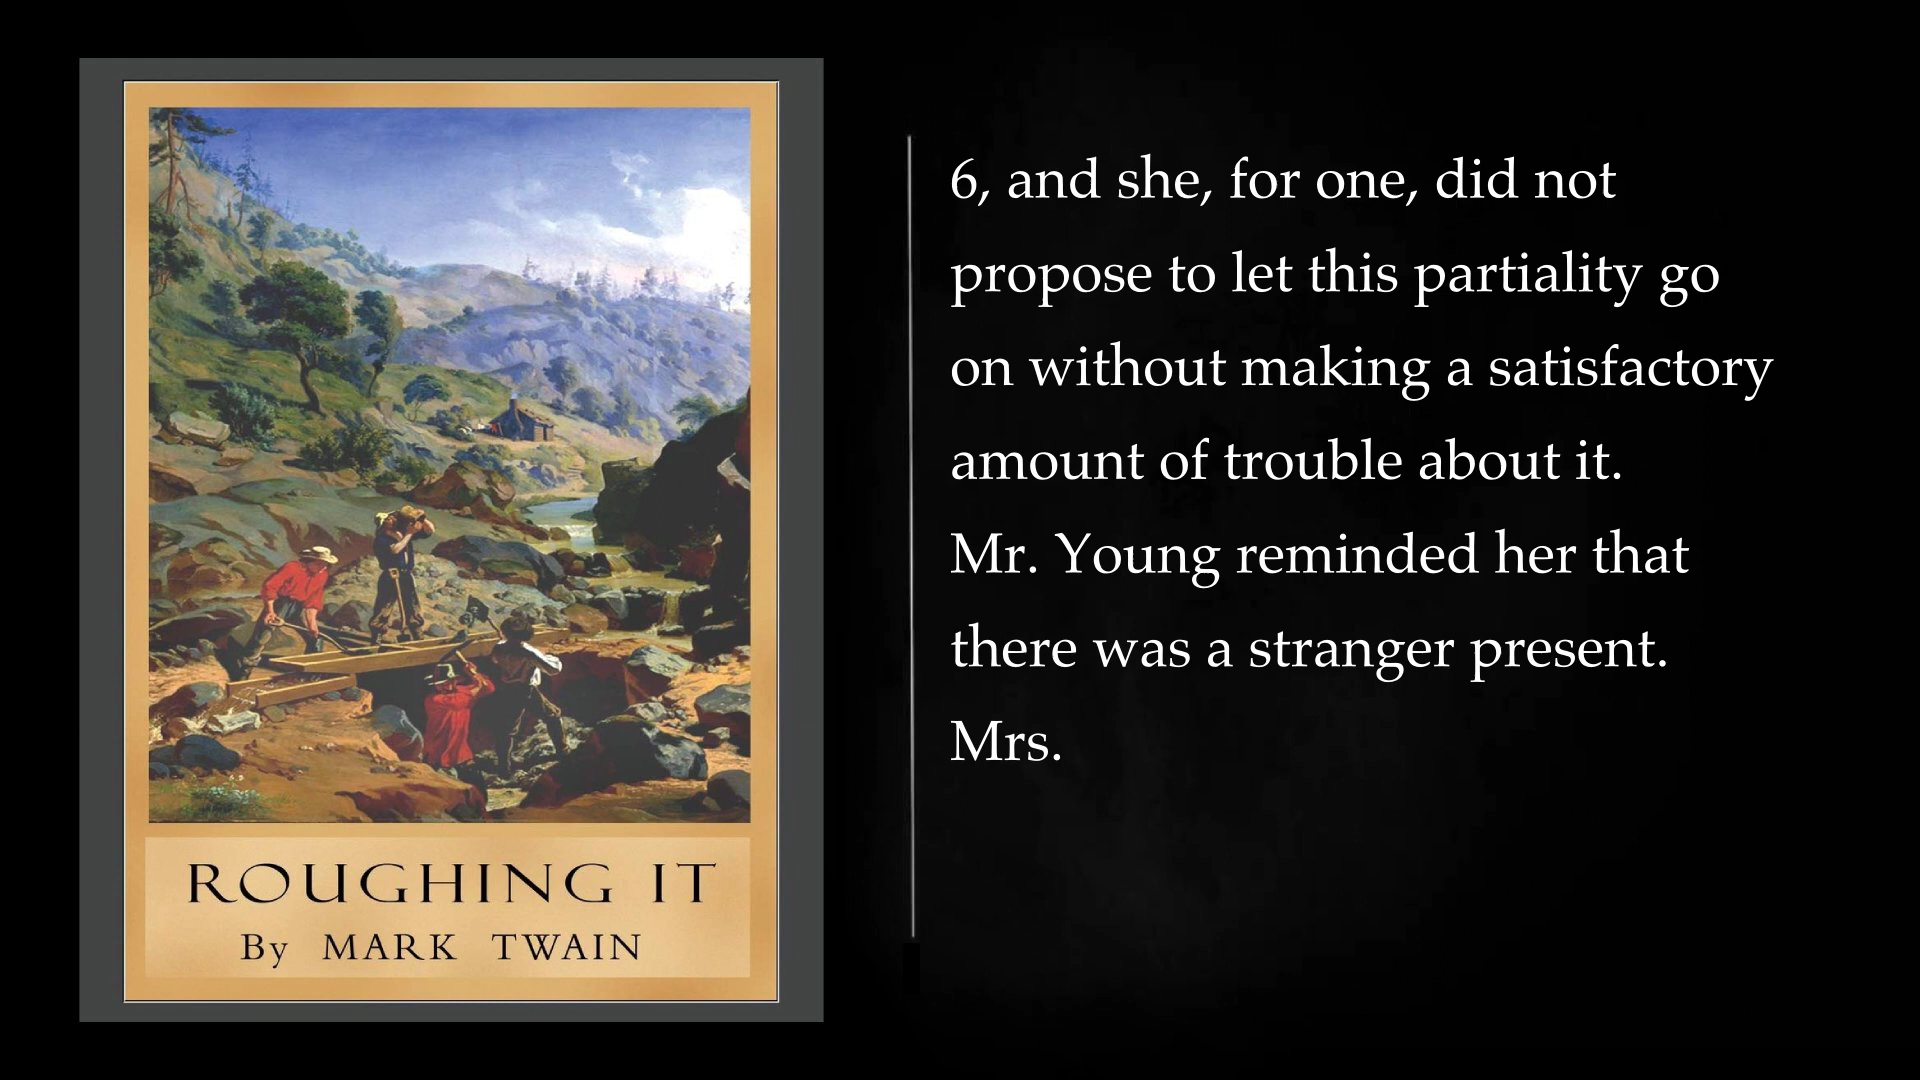 ROUGHING IT
By MARK TWAIN
6, and she, for one, did not
propose to let this partiality go
on without making a satisfactory
amount of trouble about it.
Mr. Young reminded her that
there was a stranger present.
Mrs.